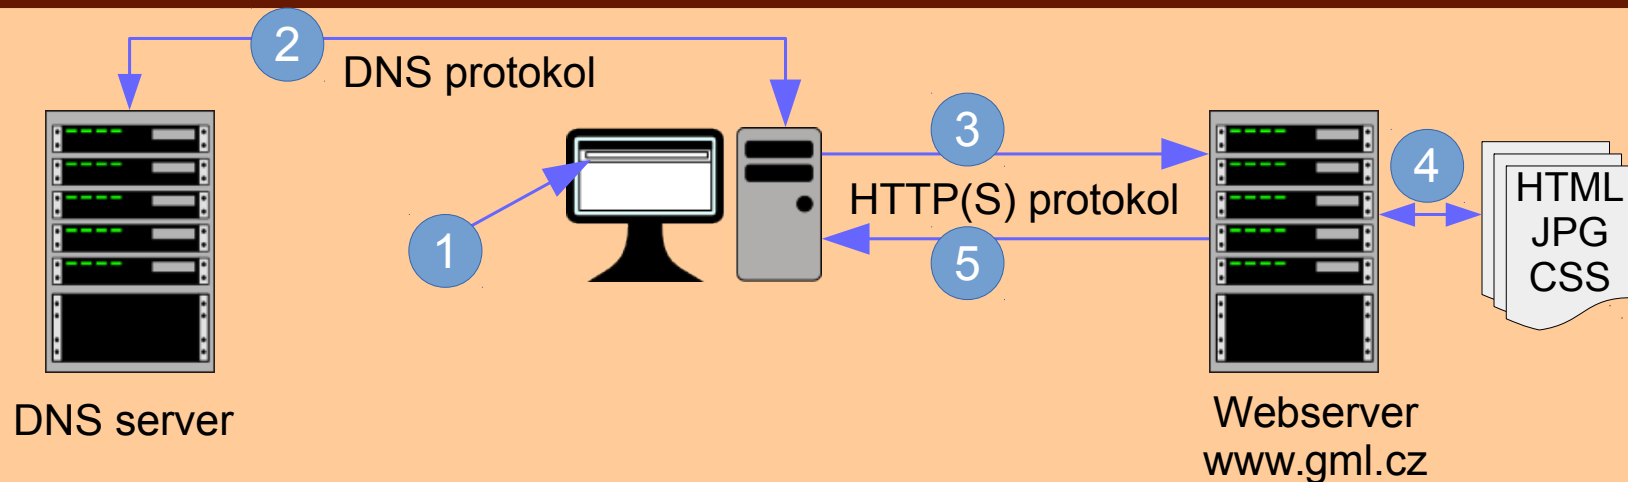 2
DNS protokol
3
4
HTML
JPG
CSS
HTTP(S) protokol
1
5
DNS server
Webserver
www.gml.cz